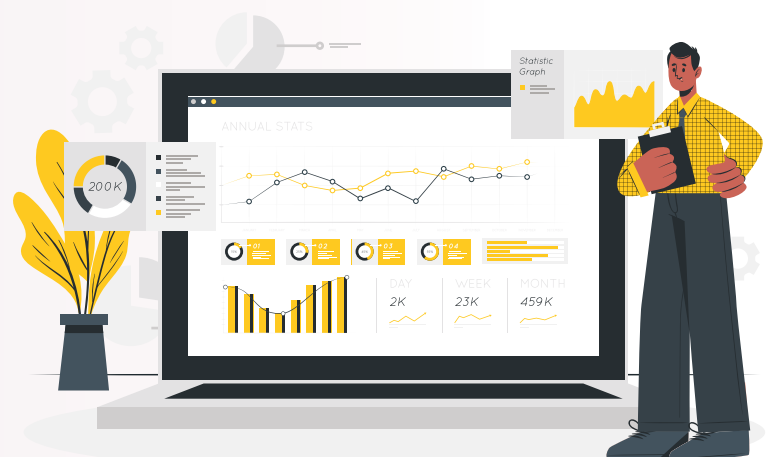 Statistic
Graph
ANNUAL STATS
200K
01
02
03
04
DAY
WEEK
MONTH
2K
23K
459K